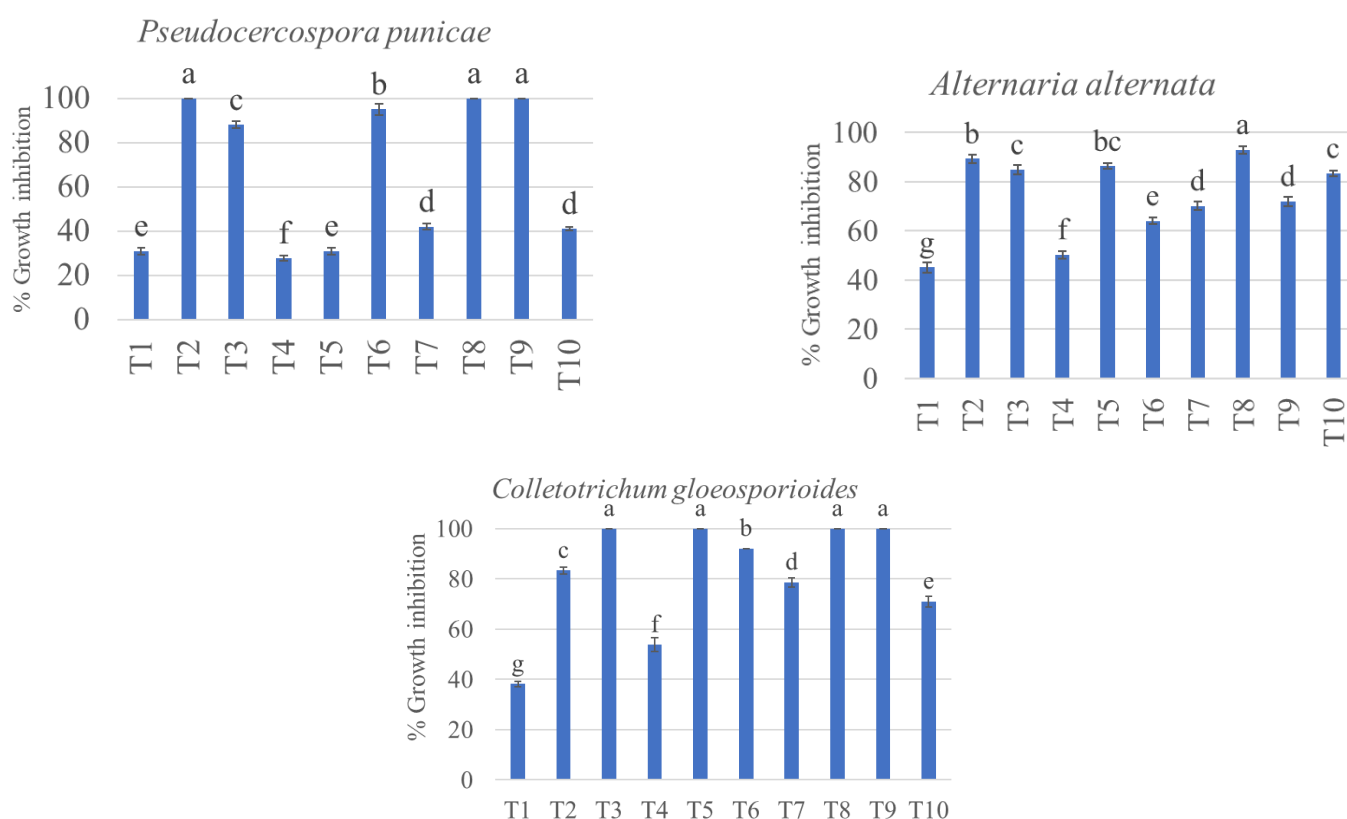 Pseudocercospora punicae
% Growth inhibition
100
80
60
40
20
0
e
a
c
f
e
b
d
a
a
d
T1
T2
T3
T4
T5
T6
T7
T8
T9
T10
Alternaria alternata
% Growth inhibition
100
80
60
40
20
0
g
b
c
f
bc
e
d
a
d
c
T1
T2
T3
T4
T5
T6
T7
T8
T9
T10
Colletotrichum gloeosporioides
% Growth inhibition
100
80
60
40
20
0
g
c
a
f
a
b
d
a
a
e
T1 T2 T3 T4 T5 T6 T7 T8 T9 T10